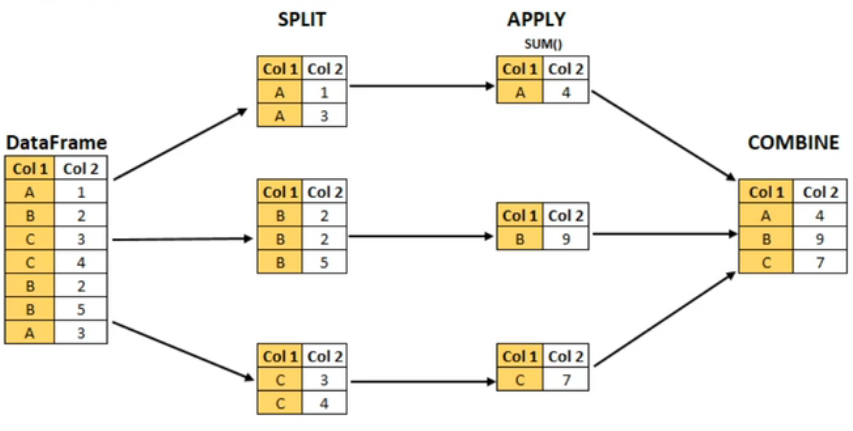 SPLIT
APPLY
SUM()
Col 1 Col 2
A 1
A 3
Col 1 Col 2
A 4
DataFrame
Col 1 Col 2
A 1
B 2
C 3
C 4
B 2
B 5
A 3
Col 1 Col 2
B 2
B 2
B 5
Col 1 Col 2
B 9
COMBINE
Col 1 Col 2
A 4
B 9
C 7
Col 1 Col 2
C 3
C 4
Col 1 Col 2
C 7